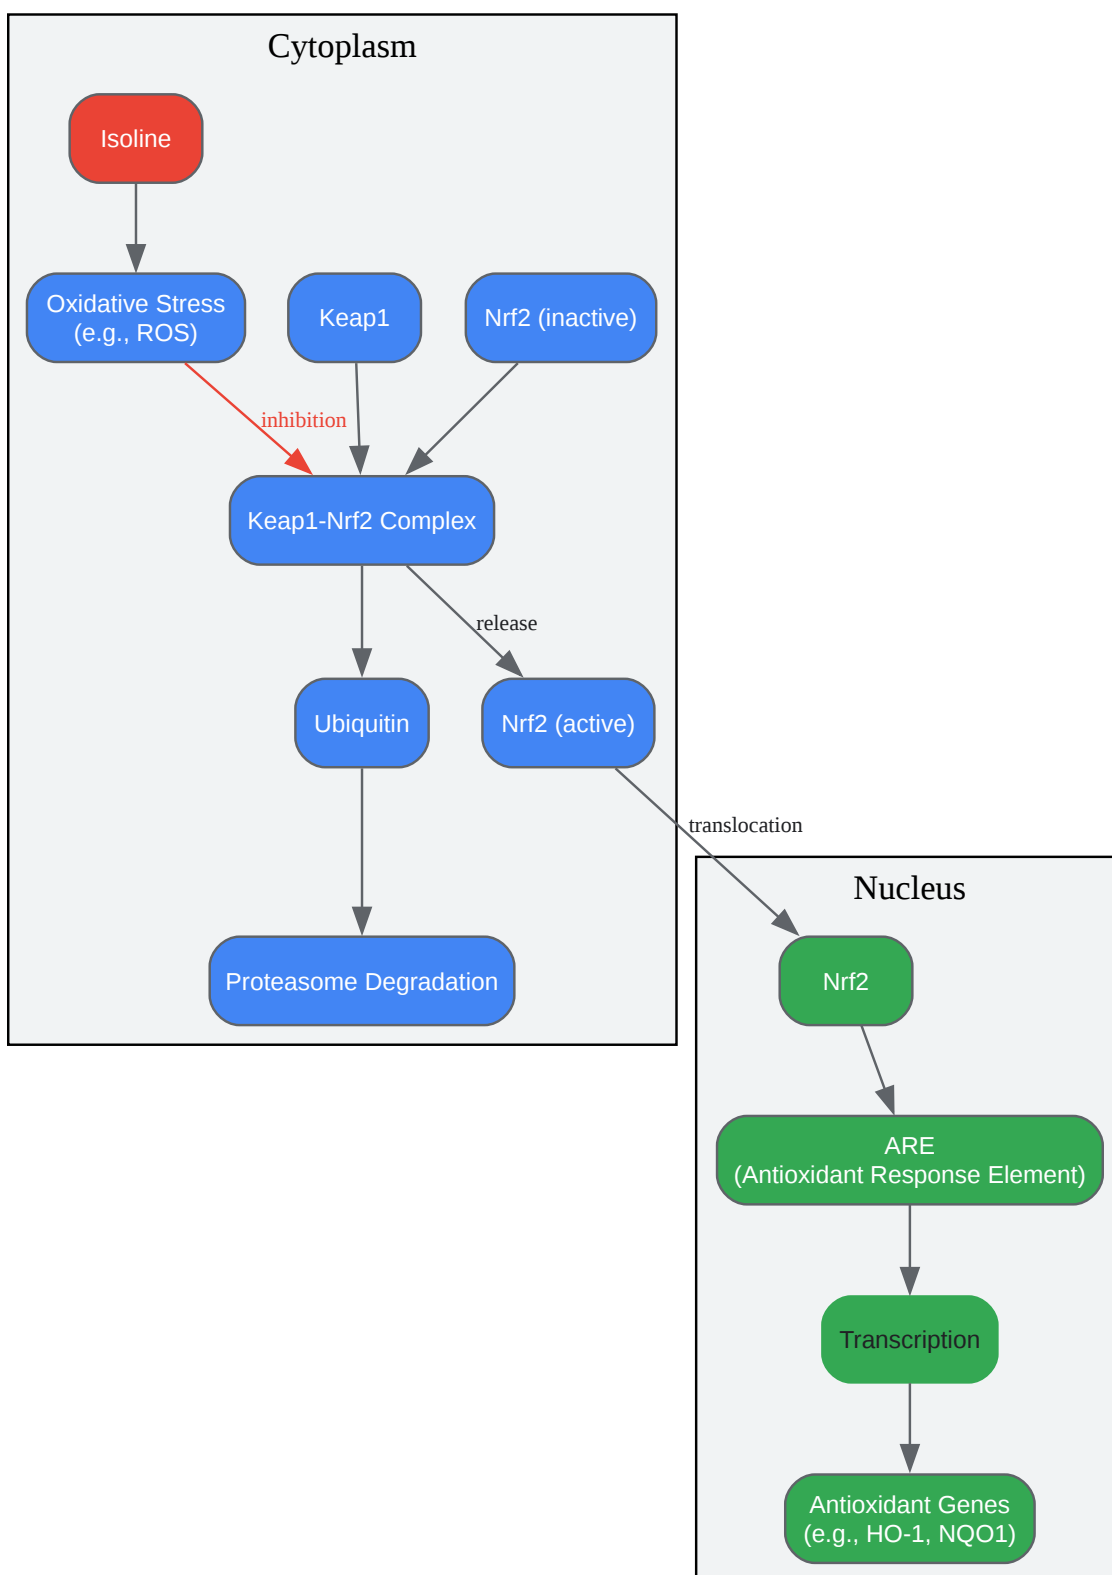 Cytoplasm
Isoline
Oxidative Stress
(e.g., ROS)
Keap1
Nrf2 (inactive)
inhibition
Keap1-Nrf2 Complex
release
Ubiquitin
Nrf2 (active)
translocation
Nucleus
Proteasome Degradation
Nrf2
ARE
(Antioxidant Response Element)
Transcription
Antioxidant Genes
(e.g., HO-1, NQO1)